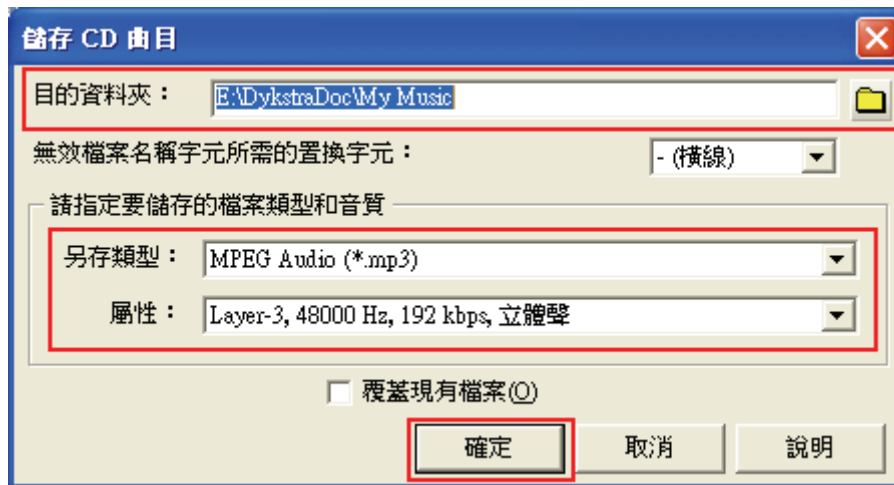 儲存 CD 曲目
目的資料夾： E:\DykstraDoc\My Music
無效檔案名稱字元所需的置換字元： - (橫線)
請指定要儲存的檔案類型和音質
另存類型： MPEG Audio (*.mp3)
屬性： Layer-3, 48000 Hz, 192 kbps, 立體聲
覆蓋現有檔案(O)
確定 取消 說明